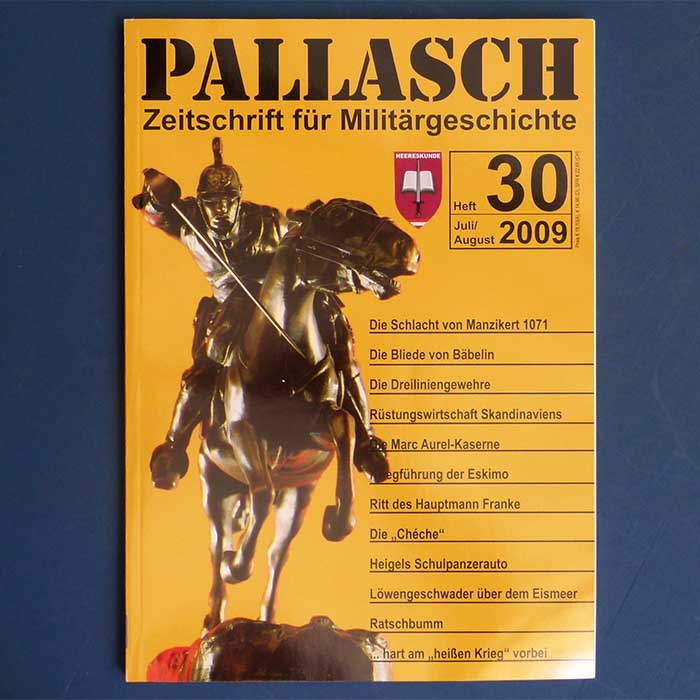 PALLASCH
Zeitschrift für Militärgeschichte
HEERESKUNDE
Heft 30
Juli/
August 2009
Die Schlacht von Manzikert 1071
Die Bliede von Bäbelin
Die Dreiliniengewehre
Rüstungswirtschaft Skandinaviens
Marc Aurel-Kaserne
der Eskimo
Ritt des Hauptmann Franke
Die „Chéche“
Heigels Schulpanzerauto
Löwengeschwader über dem Eismeer
Ratschbumm
... hart am „heißen Krieg“ vorbei